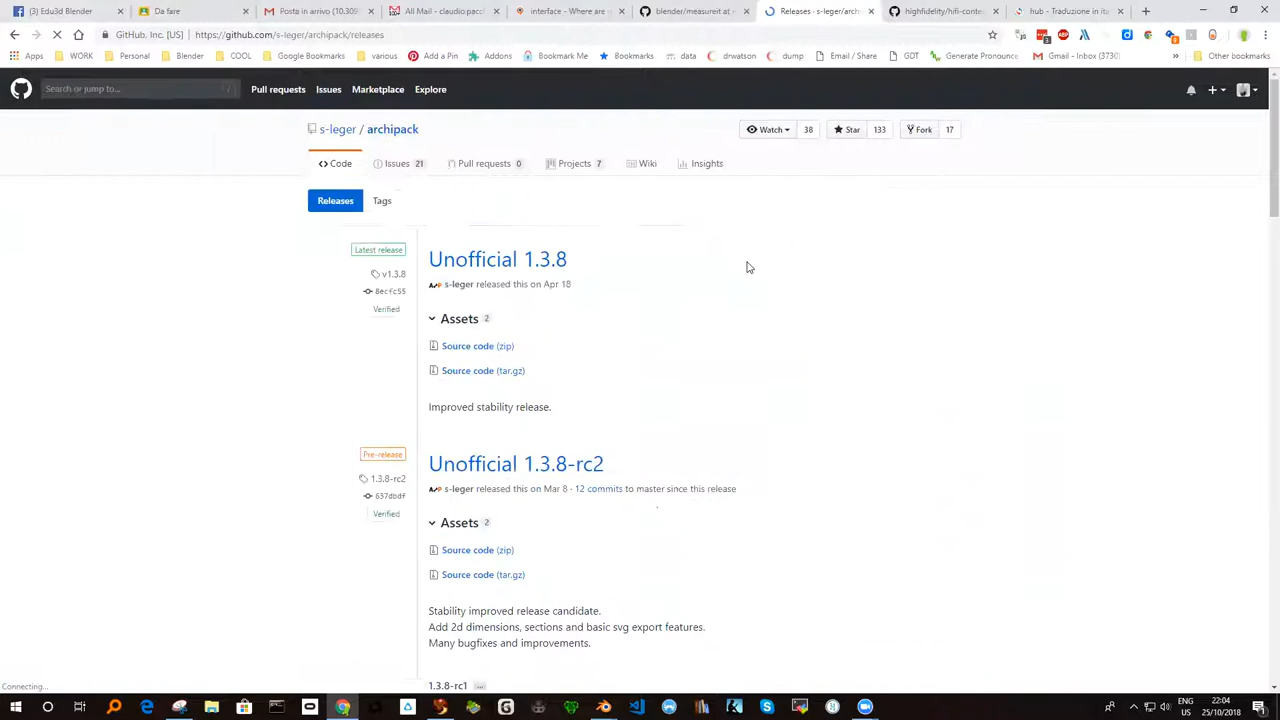 (3) Edu3 Blender
Da fare
Posta in arrivo (10.309
All Mail - claudio.pacch
interface - Where are y
blender/measureit at m
Releases · s-leger/arch
highfidelity/hifi-conte
hub - Traduzione in ita
GitHub, Inc. [US] | https://github.com/s-leger/archipack/releases
Apps WORK Personal Blender COOL Google Bookmarks various Add a Pin Addons Bookmark Me Bookmarks data drwatson dump Email / Share GDT Generate Pronounce Gmail - Inbox (3730) » Other bookmarks
Search or jump to... / Pull requests Issues Marketplace Explore
s-leger / archipack
Watch 38 Star 133 Fork 17
Code Issues 21 Pull requests 0 Projects 7 Wiki Insights
Releases Tags
Latest release
v1.3.8
8ecfc55
Verified
Unofficial 1.3.8
s-leger released this on Apr 18
Assets 2
Source code (zip)
Source code (tar.gz)
Improved stability release.
Pre-release
1.3.8-rc2
637dbdf
Verified
Unofficial 1.3.8-rc2
s-leger released this on Mar 8 · 12 commits to master since this release
Assets 2
Source code (zip)
Source code (tar.gz)
Stability improved release candidate.
Add 2d dimensions, sections and basic svg export features.
Many bugfixes and improvements.
1.3.8-rc1 ...
Connecting...
ENG
US
22:04
25/10/2018